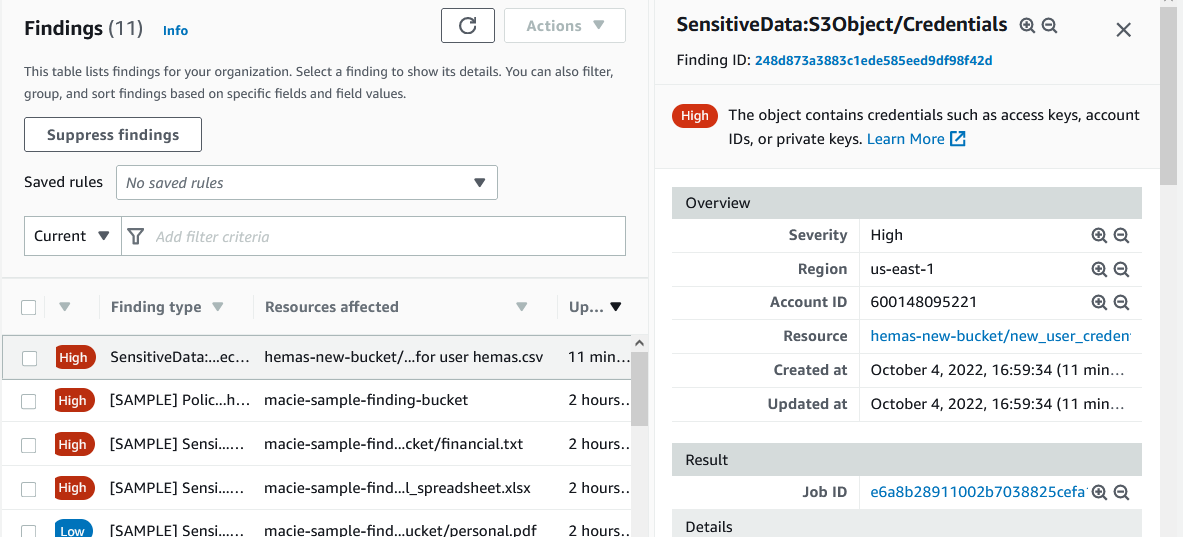 Findings (11) Info
Actions
This table lists findings for your organization. Select a finding to show its details. You can also filter,
group, and sort findings based on specific fields and field values.
Suppress findings
Saved rules No saved rules
Current Add filter criteria
Finding type Resources affected Up...
High SensitiveData:...ec... hemas-new-bucket/...for user hemas.csv 11 min...
High [SAMPLE] Polic...h... macie-sample-finding-bucket 2 hours...
High [SAMPLE] Sensi...... macie-sample-find...cket/financial.txt 2 hours...
High [SAMPLE] Sensi...... macie-sample-find...l_spreadsheet.xlsx 2 hours...
Low [SAMPLE] Sensi...... macie-sample-find...ucket/personal.pdf 2 hours...
SensitiveData:S3Object/Credentials
Finding ID: 248d873a3883c1ede585eed9df98f42d
High The object contains credentials such as access keys, account
IDs, or private keys. Learn More
Overview
Severity High
Region us-east-1
Account ID 600148095221
Resource hemas-new-bucket/new_user_creden
Created at October 4, 2022, 16:59:34 (11 min...
Updated at October 4, 2022, 16:59:34 (11 min...
Result
Job ID e6a8b28911002b7038825cefa
Details